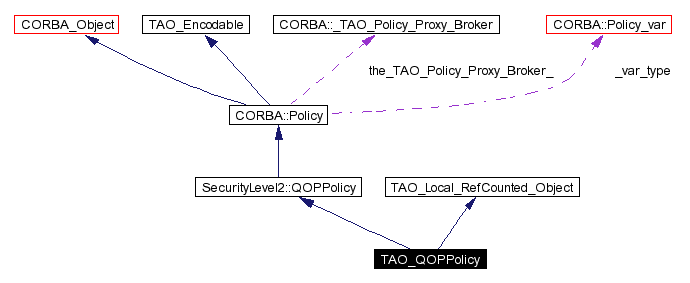 CORBA_Object
TAO_Encodable
CORBA::_TAO_Policy_Proxy_Broker
CORBA::Policy_var
the_TAO_Policy_Proxy_Broker_
_var_type
CORBA::Policy
SecurityLevel2::QOPPolicy
TAO_Local_RefCounted_Object
TAO_QOPPolicy